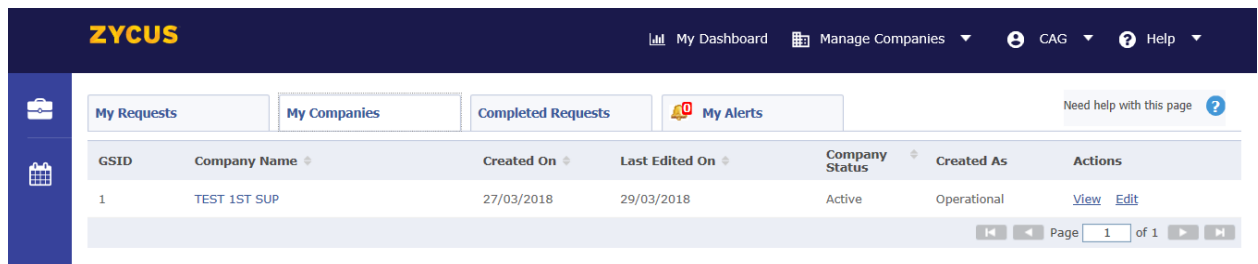 ZYCUS
My Dashboard Manage Companies CAG Help
My Requests My Companies Completed Requests 0 My Alerts Need help with this page ?
GSID Company Name Created On Last Edited On Company Status Created As Actions
1 TEST 1ST SUP 27/03/2018 29/03/2018 Active Operational View Edit
Page 1 of 1